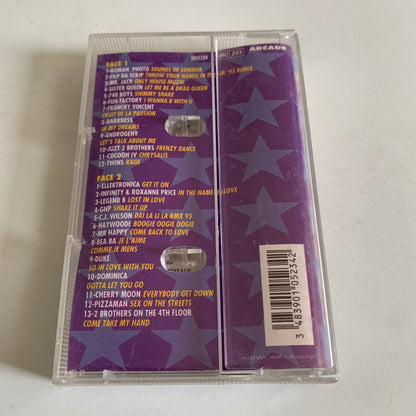 FACE 1
3015234
1-ROMAN PHOTO SOUNDS OF SUMMER
2-FLIP DA SCRIP THROW YOUR HANDS IN THE AIR '95 REMIX
3-MR. JACK ONLY HOUSE MUZIK
4-SISTER QUEEN LET ME BE A DRAG QUEEN
5-740 BOYS SHIMMY SHAKE
6-FUN FACTORY I WANNA B WITH U
7-FRANCKY VINCENT
FRUIT DE LA PASSION
8-DARKNESS
IN MY DREAMS
9-ANDROGENY
LET'S TALK ABOUT ME
10-JUZT 2 BROTHERS FRENZY DANCE
11-COCOON IV CHRYSALIS
12-TWINS RAGE
FACE 2
1-ELLEKTRONICA GET IT ON
2-INFINITY & ROXANNE PRICE IN THE NAME OF LOVE
3-LEGEND B LOST IN LOVE
4-GNP SHAKE IT UP
5-C.J. WILSON DAI LA LI LA RMX 95
6-HAYWOODE BOOGIE OOGIE OOGIE
7-MR HAPPY COME BACK TO LOVE
8-BEA BA JE L'AIME
COMME JE MENS
9-DUKE
SO IN LOVE WITH YOU
10-DOMINICA
GOTTA LET YOU GO
11-CHERRY MOON EVERYBODY GET DOWN
12-PIZZAMAN SEX ON THE STREETS
13-2 BROTHERS ON THE 4TH FLOOR
COME TAKE MY HAND
ARCADE
3 483901 052342
ARTWORK